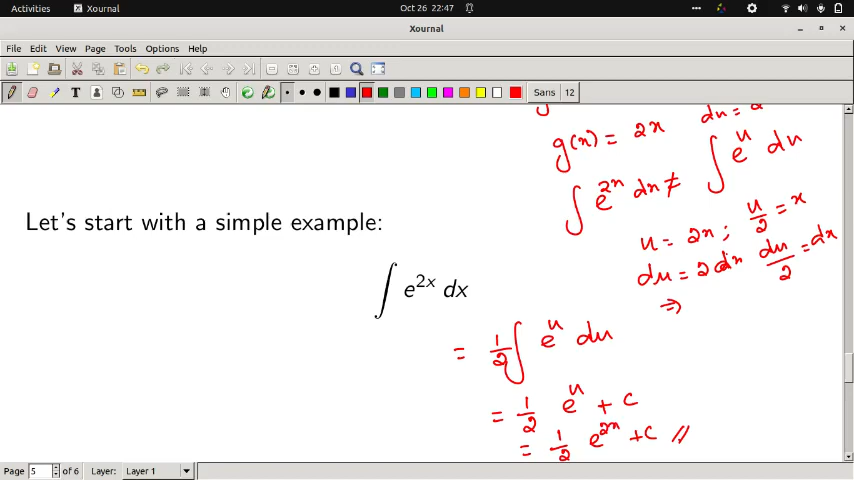 Activities Xournal Oct 26 22:47
Xournal
File Edit View Page Tools Options Help
Sans 12
du = 2
g(x) = 2x
∫ e^u du
∫ e^{2x} dx ≠
Let's start with a simple example:
u = 2x ; u/2 = x
du = 2dx du/2 = dx
⇒
∫ e^{2x} dx
= 1/2 ∫ e^u du
= 1/2 e^u + c
= 1/2 e^{2x} + c //
Page 5 of 6 Layer: Layer 1